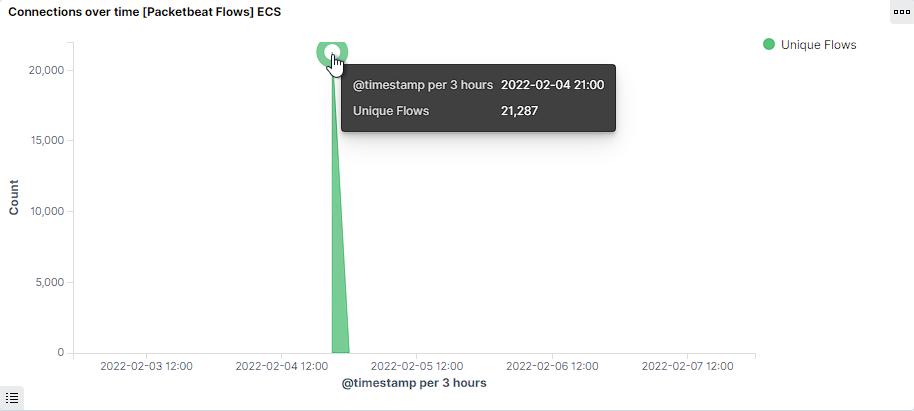 Connections over time [Packetbeat Flows] ECS
Unique Flows
20,000
15,000
10,000
5,000
0
Count
@timestamp per 3 hours 2022-02-04 21:00
Unique Flows 21,287
2022-02-03 12:00 2022-02-04 12:00 2022-02-05 12:00 2022-02-06 12:00 2022-02-07 12:00
@timestamp per 3 hours